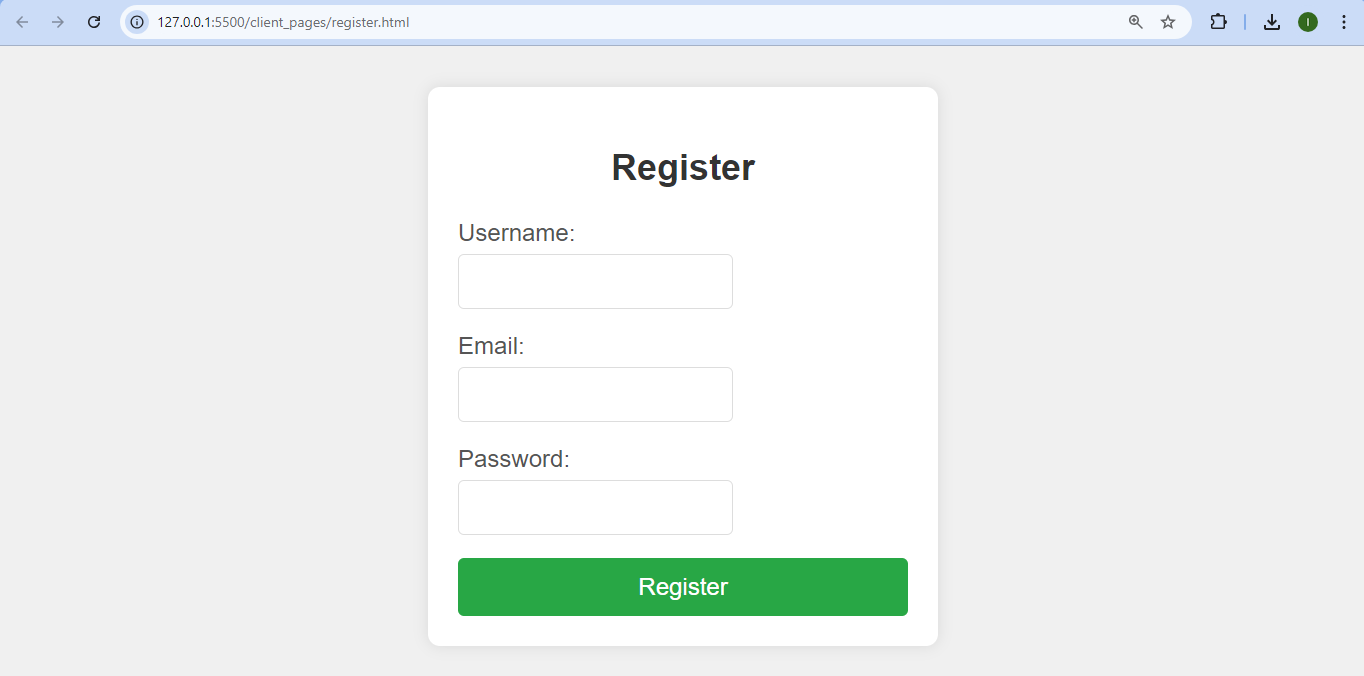 127.0.0.1:5500/client_pages/register.html
I
Register
Username:
Email:
Password:
Register